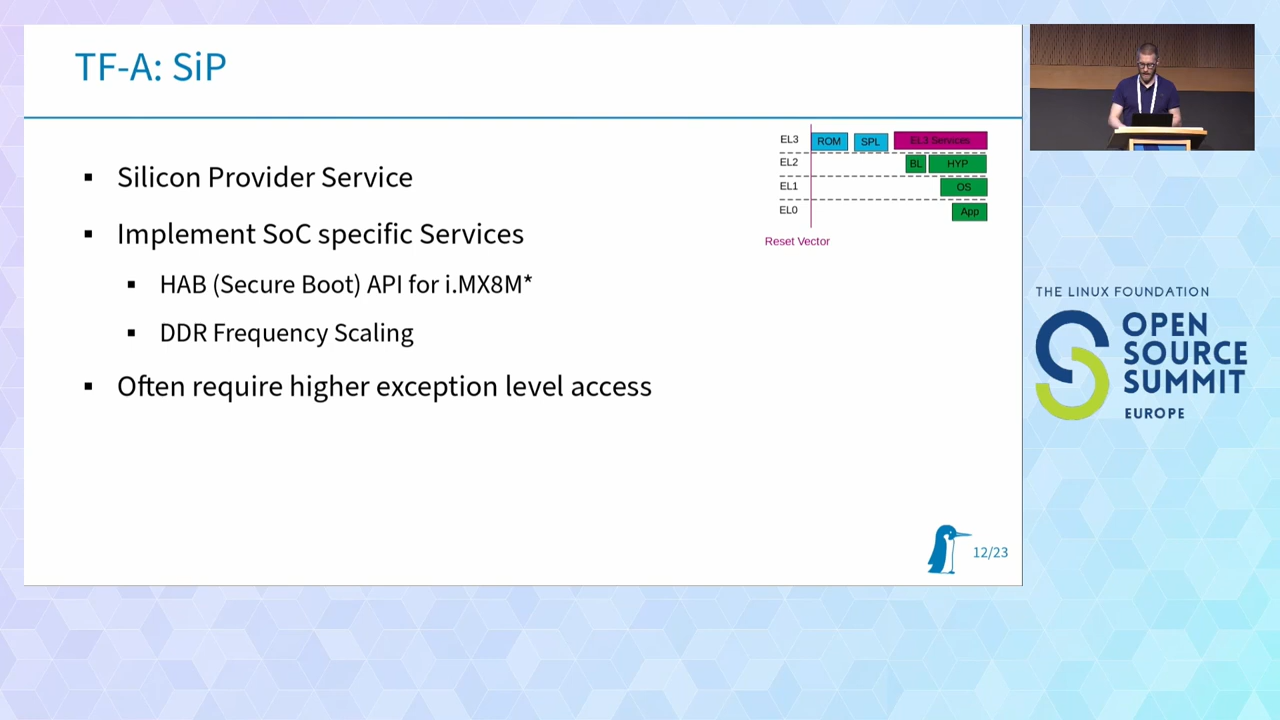 TF-A: SiP
▪ Silicon Provider Service
▪ Implement SoC specific Services
▪ HAB (Secure Boot) API for i.MX8M*
▪ DDR Frequency Scaling
▪ Often require higher exception level access
EL3 ROM SPL EL3 Services
EL2 BL HYP
EL1 OS
EL0 App
Reset Vector
12/23
THE LINUX FOUNDATION
OPEN
SOURCE
SUMMIT
EUROPE